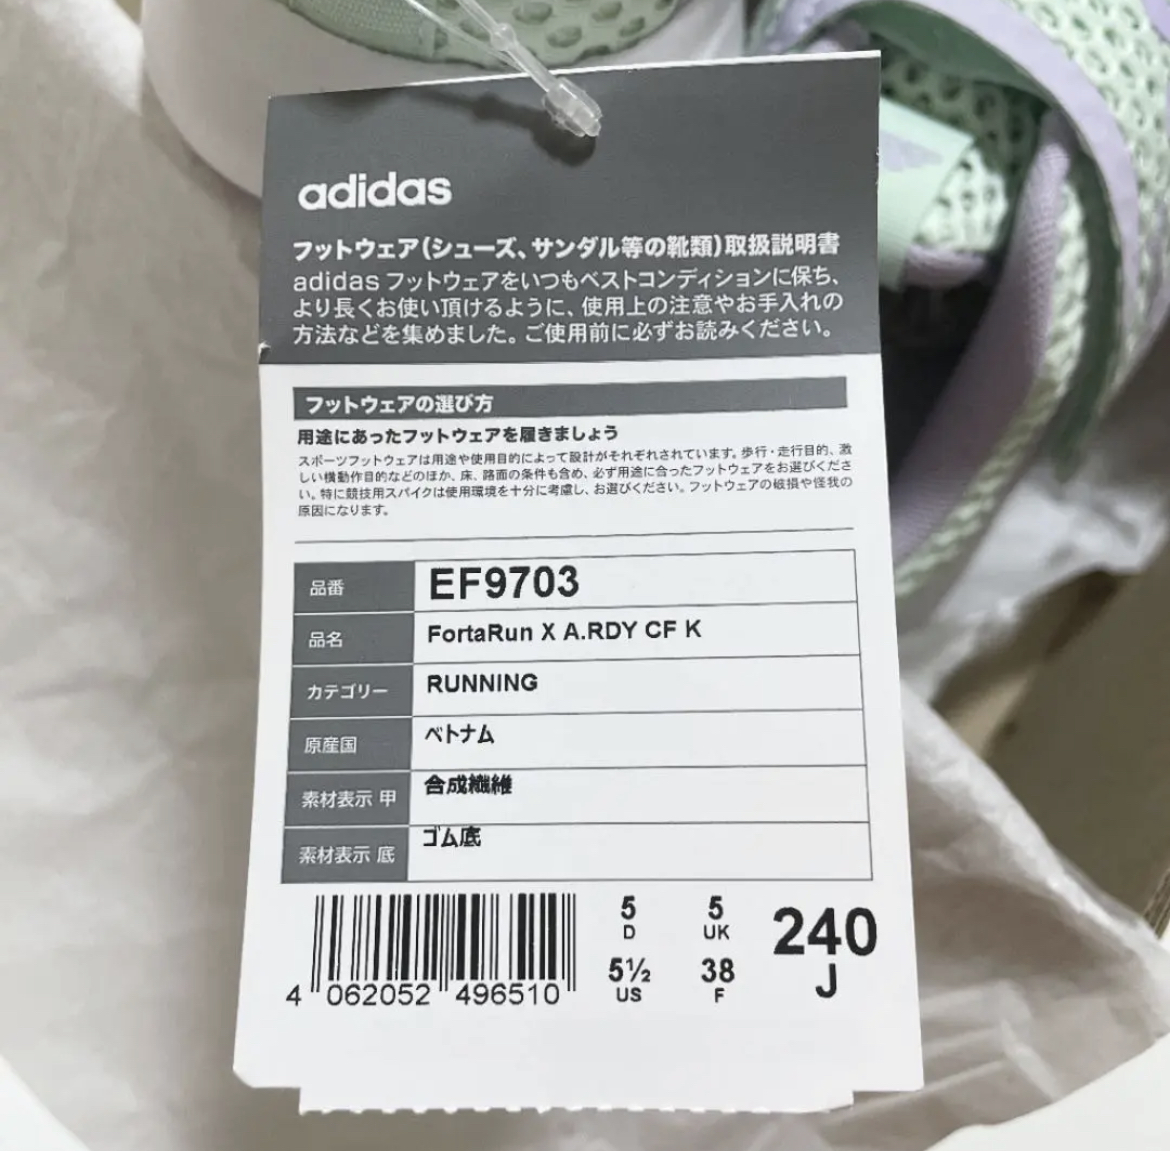 adidas
フットウェア(シューズ、サンダル等の靴類)取扱説明書
adidas フットウェアをいつもベストコンディションに保ち、
より長くお使い頂けるように、使用上の注意やお手入れの
方法などを集めました。ご使用前に必ずお読みください。
フットウェアの選び方
用途にあったフットウェアを履きましょう
スポーツフットウェアは用途や使用目的によって設計がそれぞれされています。歩行・走行目的、激
しい横動作目的などのほか、床、路面の条件も含め、必ず用途に合ったフットウェアをお選びくださ
い。特に競技用スパイクは使用環境を十分に考慮し、お選びください。フットウェアの破損や怪我の
原因になります。
品番 EF9703
品名 FortaRun X A.RDY CF K
カテゴリー RUNNING
原産国 ベトナム
素材表示 甲 合成繊維
素材表示 底 ゴム底
5 5 240
D UK J
5½ 38
US F
4 062052 496510